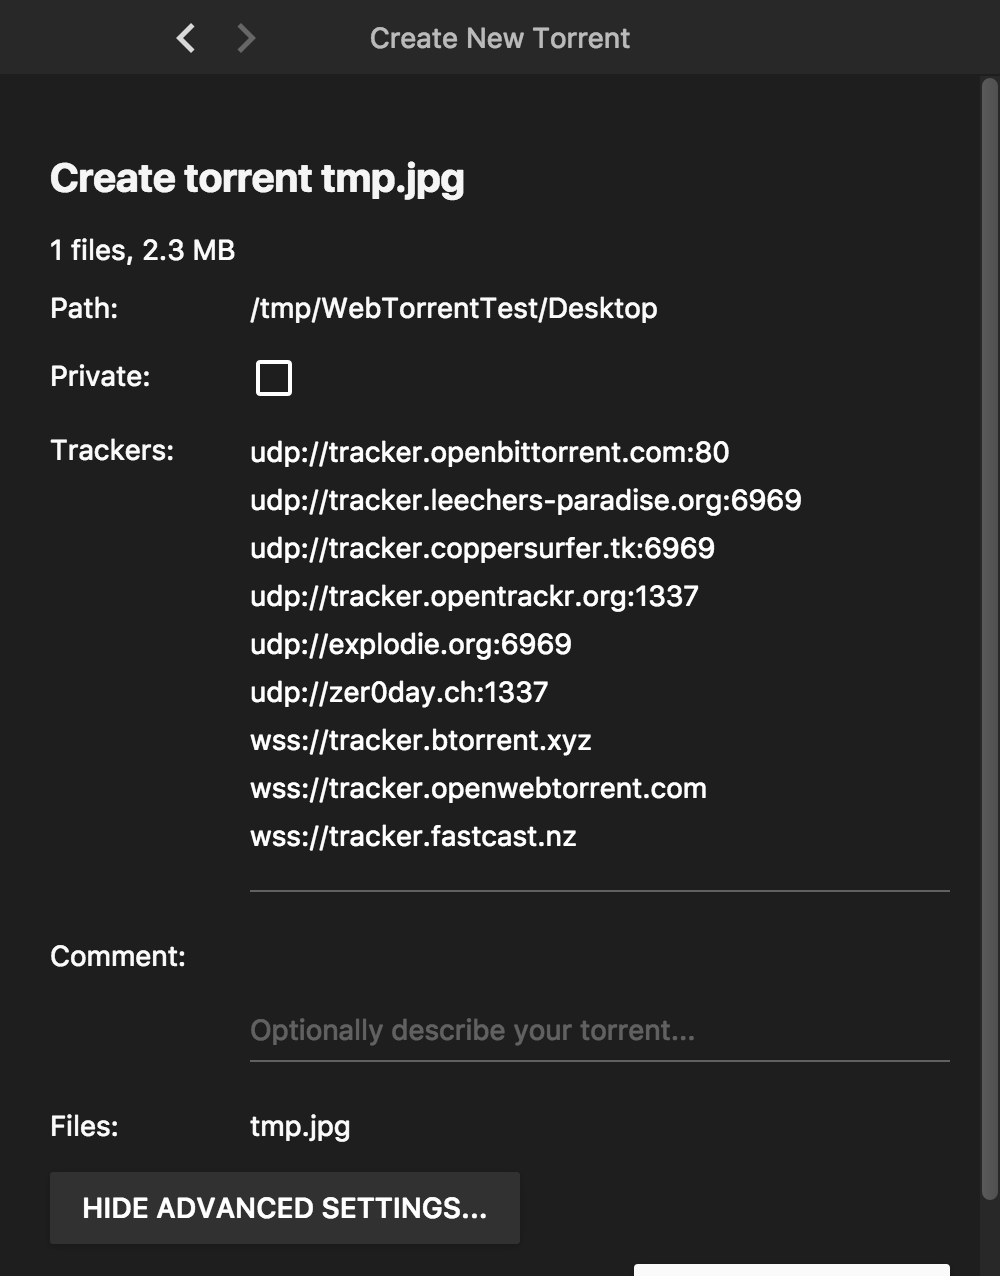 Create New Torrent
Create torrent tmp.jpg
1 files, 2.3 MB
Path: /tmp/WebTorrentTest/Desktop
Private:
Trackers: udp://tracker.openbittorrent.com:80
udp://tracker.leechers-paradise.org:6969
udp://tracker.coppersurfer.tk:6969
udp://tracker.opentrackr.org:1337
udp://explodie.org:6969
udp://zer0day.ch:1337
wss://tracker.btorrent.xyz
wss://tracker.openwebtorrent.com
wss://tracker.fastcast.nz
Comment:
Optionally describe your torrent...
Files: tmp.jpg
HIDE ADVANCED SETTINGS...